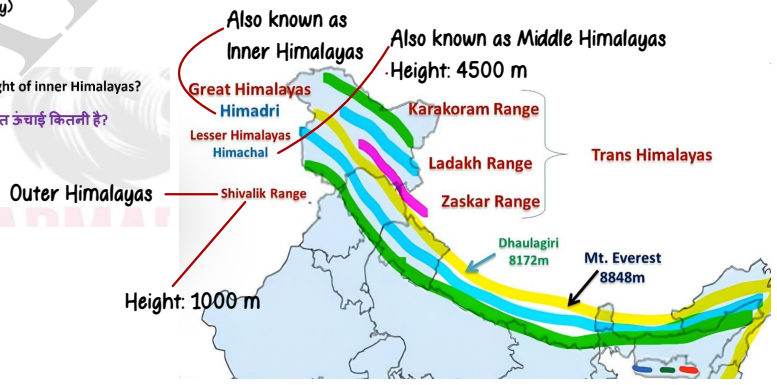 y)
ght of inner Himalayas?
त ऊंचाई कितनी है?
Also known as
Inner Himalayas
Also known as Middle Himalayas
Height: 4500 m
Great Himalayas
Himadri
Lesser Himalayas
Himachal
Outer Himalayas
Shivalik Range
Height: 1000 m
Karakoram Range
Ladakh Range
Zaskar Range
Trans Himalayas
Dhaulagiri
8172m
Mt. Everest
8848m